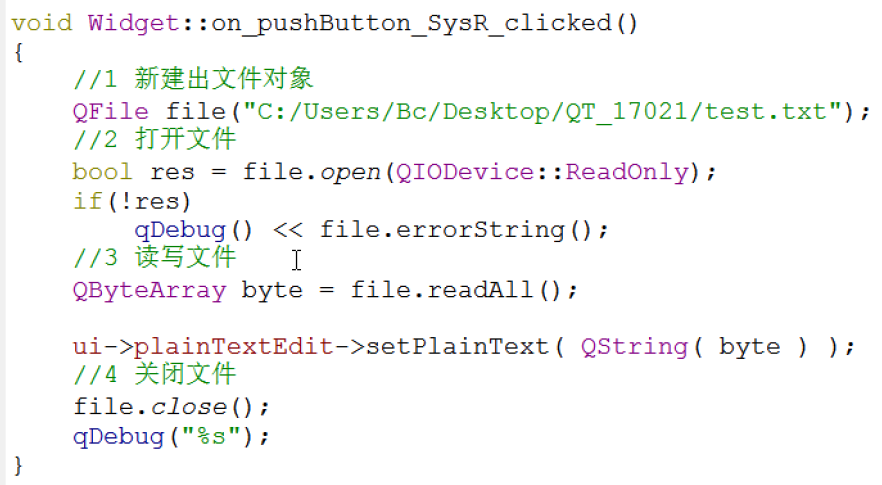 void Widget::on_pushButton_SysR_clicked()
{
    //1 新建出文件对象
    QFile file("C:/Users/Bc/Desktop/QT_17021/test.txt");
    //2 打开文件
    bool res = file.open(QIODevice::ReadOnly);
    if(!res)
        qDebug() << file.errorString();
    //3 读写文件
    QByteArray byte = file.readAll();

    ui->plainTextEdit->setPlainText( QString( byte ) );
    //4 关闭文件
    file.close();
    qDebug("%s");
}